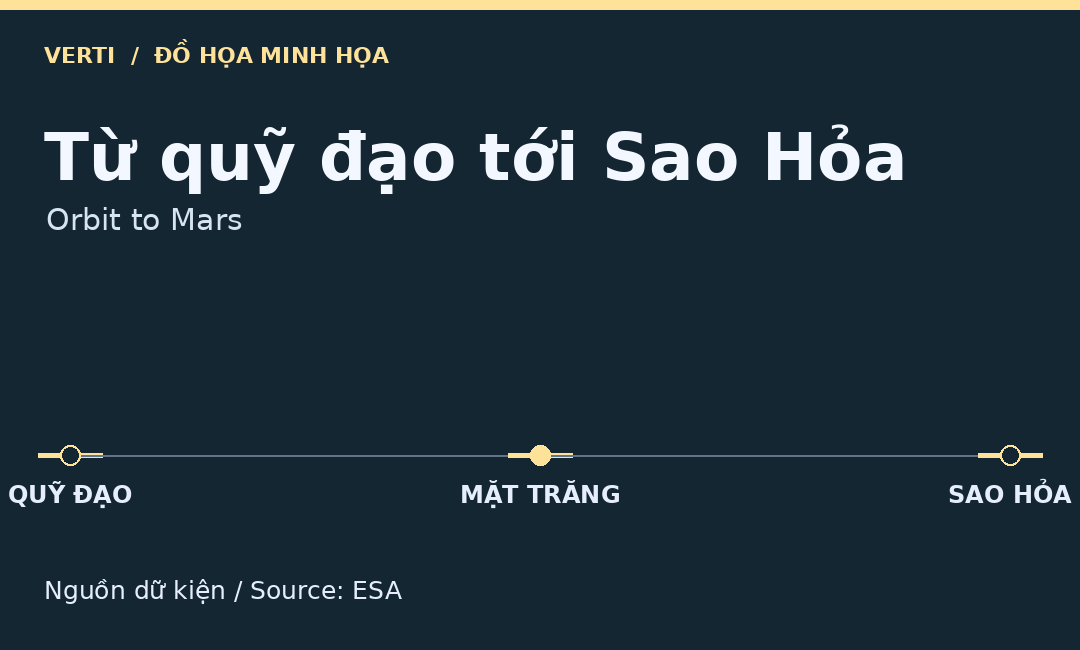 VERTI / ĐỒ HỌA MINH HỌA
Từ quỹ đạo tới Sao Hỏa
Orbit to Mars
QUỸ ĐẠO
MẶT TRĂNG
SAO HỎA
Nguồn dữ kiện / Source: ESA